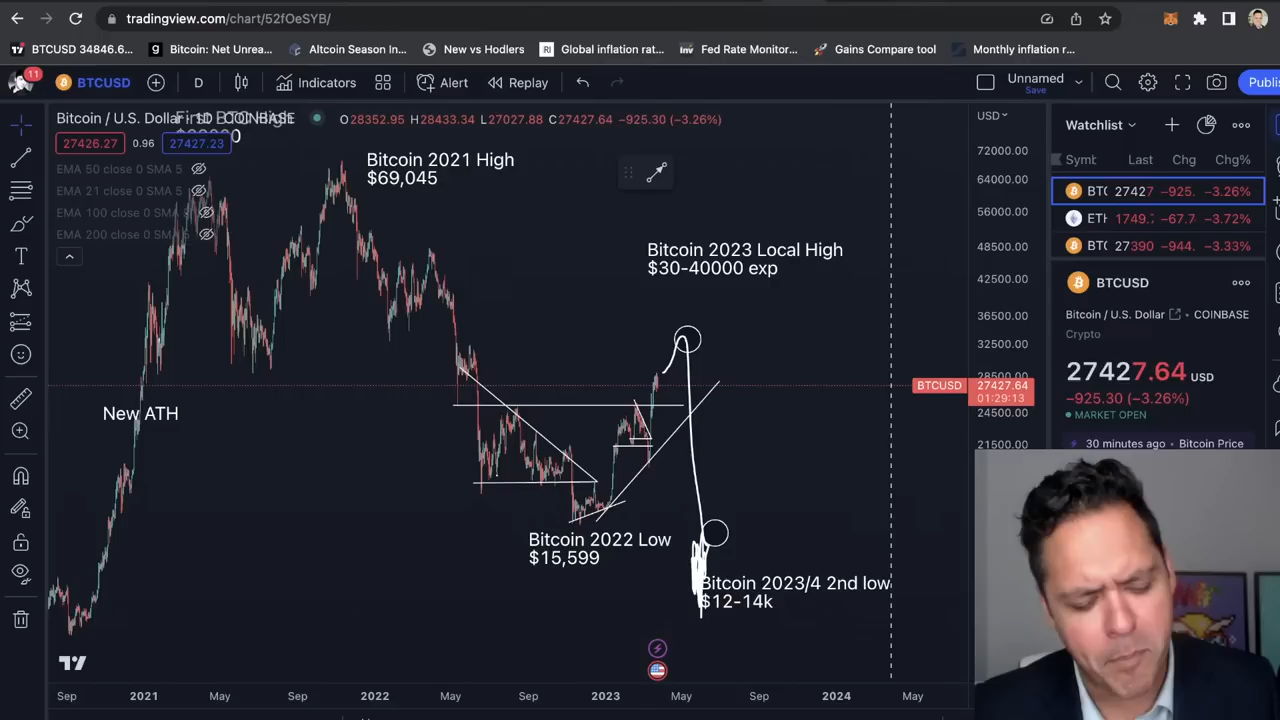 tradingview.com/chart/52fOeSYB/
BTCUSD 34846.6...
Bitcoin: Net Unrea...
Altcoin Season In...
New vs Hodlers
Global inflation rat...
Fed Rate Monitor...
Gains Compare tool
Monthly inflation r...
11
BTCUSD
D
Indicators
Alert
Replay
Unnamed
Save
Publis
Bitcoin / U.S. Dollar · 1D · COINBASE
First BTC High
O28352.95 H28433.34 L27027.88 C27427.64 −925.30 (−3.26%)
27426.27
0.96
27427.23
EMA 50 close 0 SMA 5
EMA 21 close 0 SMA 5
EMA 100 close 0 SMA 5
EMA 200 close 0 SMA 5
Bitcoin 2021 High
$69,045
Bitcoin 2023 Local High
$30-40000 exp
New ATH
Bitcoin 2022 Low
$15,599
Bitcoin 2023/4 2nd low
$12-14k
USD
72000.00
64000.00
56000.00
48500.00
42500.00
36500.00
32500.00
28500.00
BTCUSD
27427.64
01:29:13
24500.00
21500.00
Sep
2021
May
Sep
2022
May
Sep
2023
May
Sep
2024
May
Watchlist
Symb
Last
Chg
Chg%
BTC 27427 −925. −3.26%
ETH 1749.7 −67.7 −3.72%
BTC 27390 −944. −3.33%
BTCUSD
Bitcoin / U.S. Dollar · COINBASE
Crypto
27427.64 USD
−925.30 (−3.26%)
MARKET OPEN
30 minutes ago · Bitcoin Price